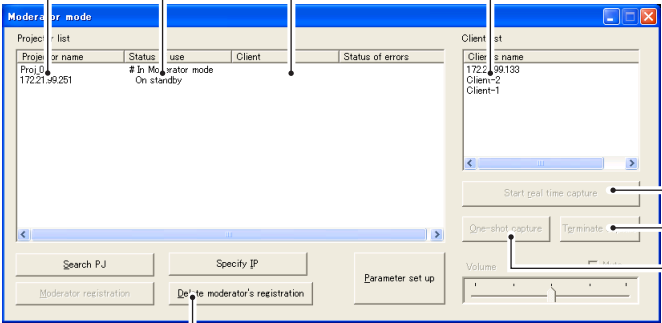 Moderator mode
Projector list
Client list
Projector name Status in use Client Status of errors
Proj_0 # In Moderator mode
172.21.99.251 On standby
Clients name
172.21.99.133
Client-2
Client-1
Start real time capture
One-shot capture Terminate
Search PJ Specify IP
Parameter set up
Volume Mute
Moderator registration Delete moderator's registration